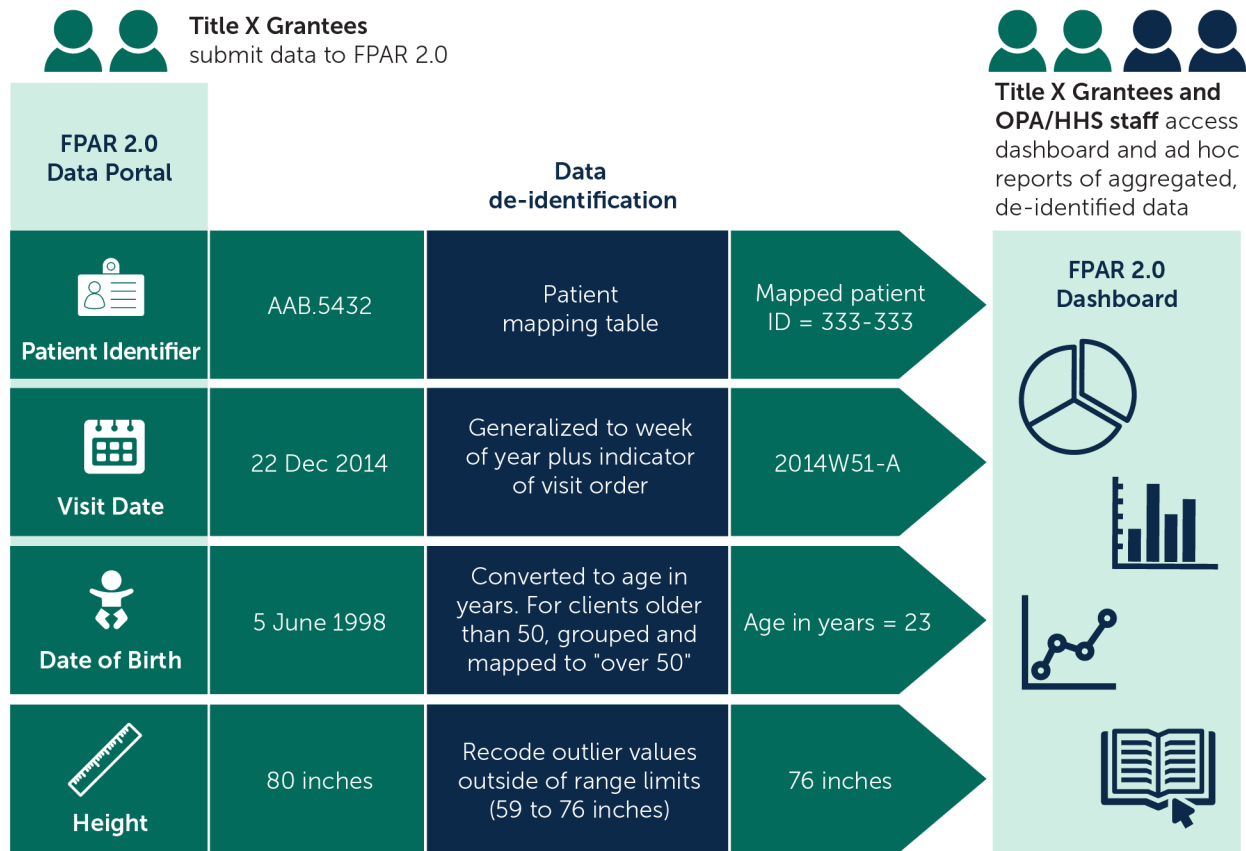 Title X Grantees
submit data to FPAR 2.0
Title X Grantees and
OPA/HHS staff access
dashboard and ad hoc
reports of aggregated,
de-identified data
FPAR 2.0
Data Portal
Data
de-identification
Patient Identifier
AAB.5432
Patient
mapping table
Mapped patient
ID = 333-333
Visit Date
22 Dec 2014
Generalized to week
of year plus indicator
of visit order
2014W51-A
Date of Birth
5 June 1998
Converted to age in
years. For clients older
than 50, grouped and
mapped to "over 50"
Age in years = 23
Height
80 inches
Recode outlier values
outside of range limits
(59 to 76 inches)
76 inches
FPAR 2.0
Dashboard